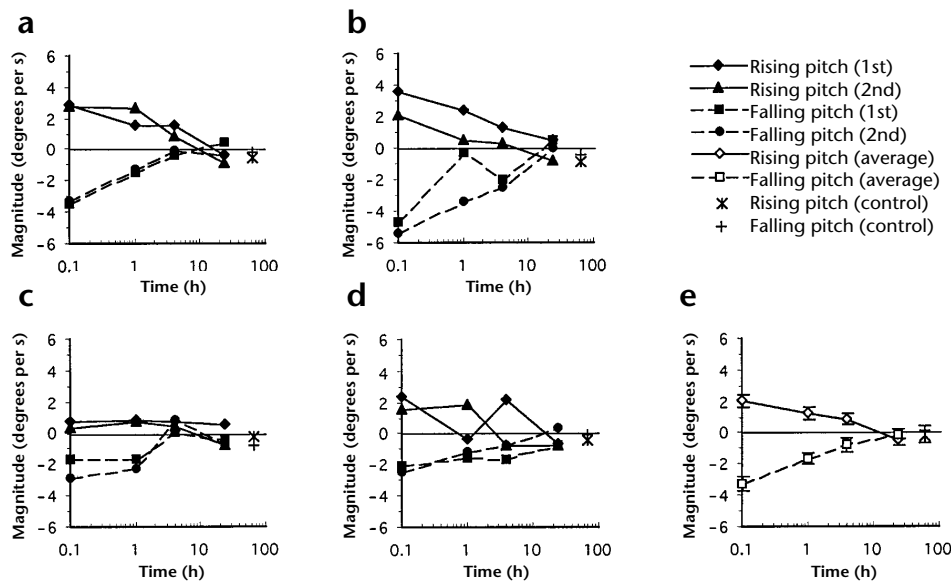 a
6
4
2
0
-2
-4
-6
Magnitude (degrees per s)
0.1 1 10 100
Time (h)
b
6
4
2
0
-2
-4
-6
Magnitude (degrees per s)
0.1 1 10 100
Time (h)
Rising pitch (1st)
Rising pitch (2nd)
Falling pitch (1st)
Falling pitch (2nd)
Rising pitch (average)
Falling pitch (average)
Rising pitch (control)
Falling pitch (control)
c
6
4
2
0
-2
-4
-6
Magnitude (degrees per s)
0.1 1 10 100
Time (h)
d
6
4
2
0
-2
-4
-6
Magnitude (degrees per s)
0.1 1 10 100
Time (h)
e
6
4
2
0
-2
-4
-6
Magnitude (degrees per s)
0.1 1 10 100
Time (h)